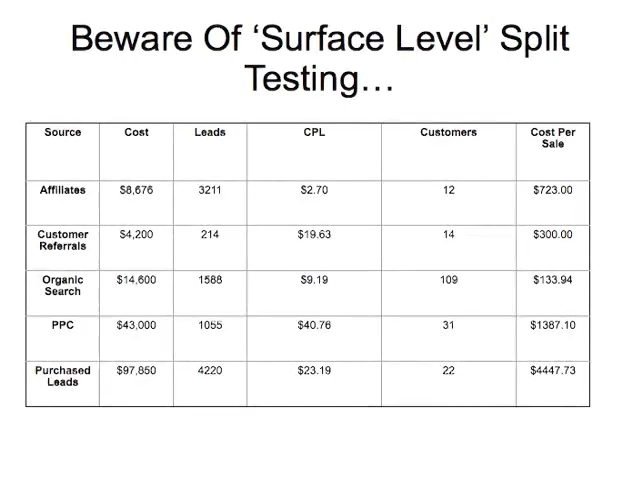 Beware Of ‘Surface Level’ Split
Testing…
Source Cost Leads CPL Customers Cost Per
Sale
Affiliates $8,676 3211 $2.70 12 $723.00
Customer $4,200 214 $19.63 14 $300.00
Referrals
Organic $14,600 1588 $9.19 109 $133.94
Search
PPC $43,000 1055 $40.76 31 $1387.10
Purchased $97,850 4220 $23.19 22 $4447.73
Leads